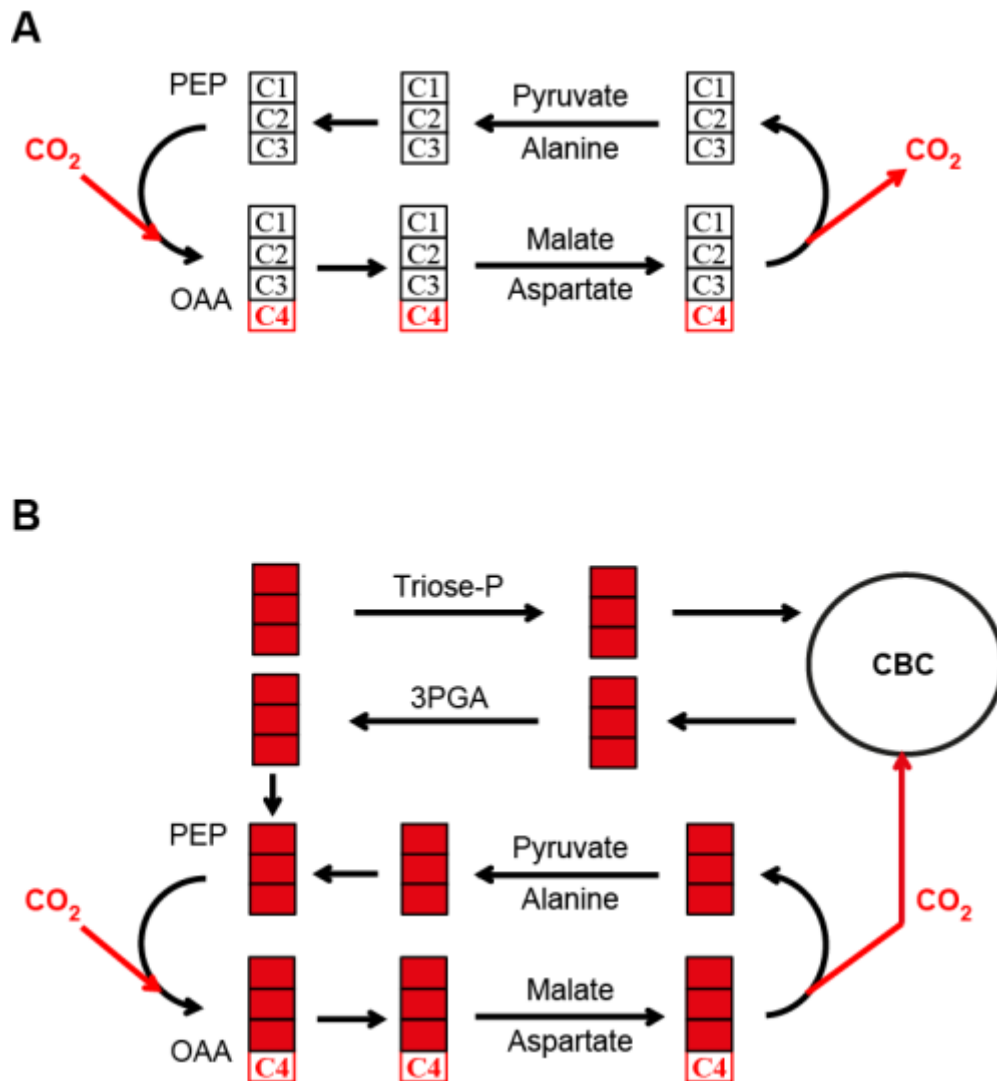 A
PEP
C1
C2
C3
C1
C2
C3
Pyruvate
Alanine
C1
C2
C3
CO2
CO2
OAA
C1
C2
C3
C4
C1
C2
C3
C4
Malate
Aspartate
C1
C2
C3
C4
B
Triose-P
CBC
3PGA
PEP
Pyruvate
Alanine
CO2
CO2
OAA
Malate
Aspartate
C4
C4
C4